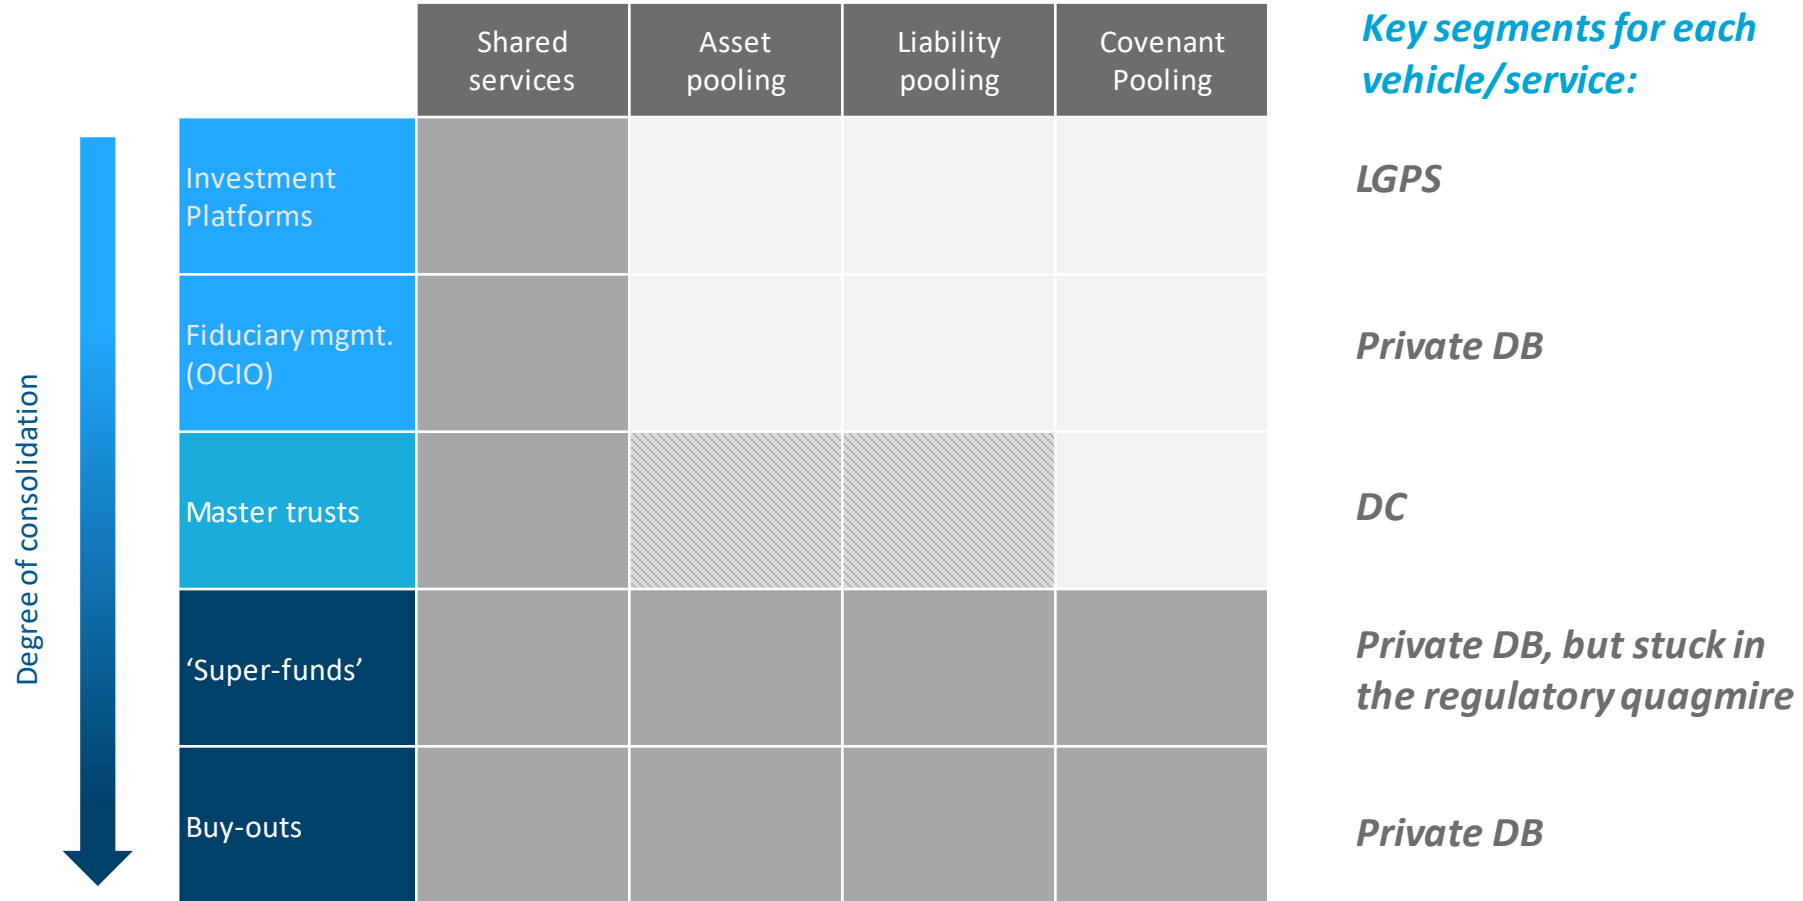 Shared
services
Asset
pooling
Liability
pooling
Covenant
Pooling
Key segments for each
vehicle/service:
Degree of consolidation
Investment
Platforms
LGPS
Fiduciary mgmt.
(OCIO)
Private DB
Master trusts
DC
‘Super-funds’
Private DB, but stuck in
the regulatory quagmire
Buy-outs
Private DB